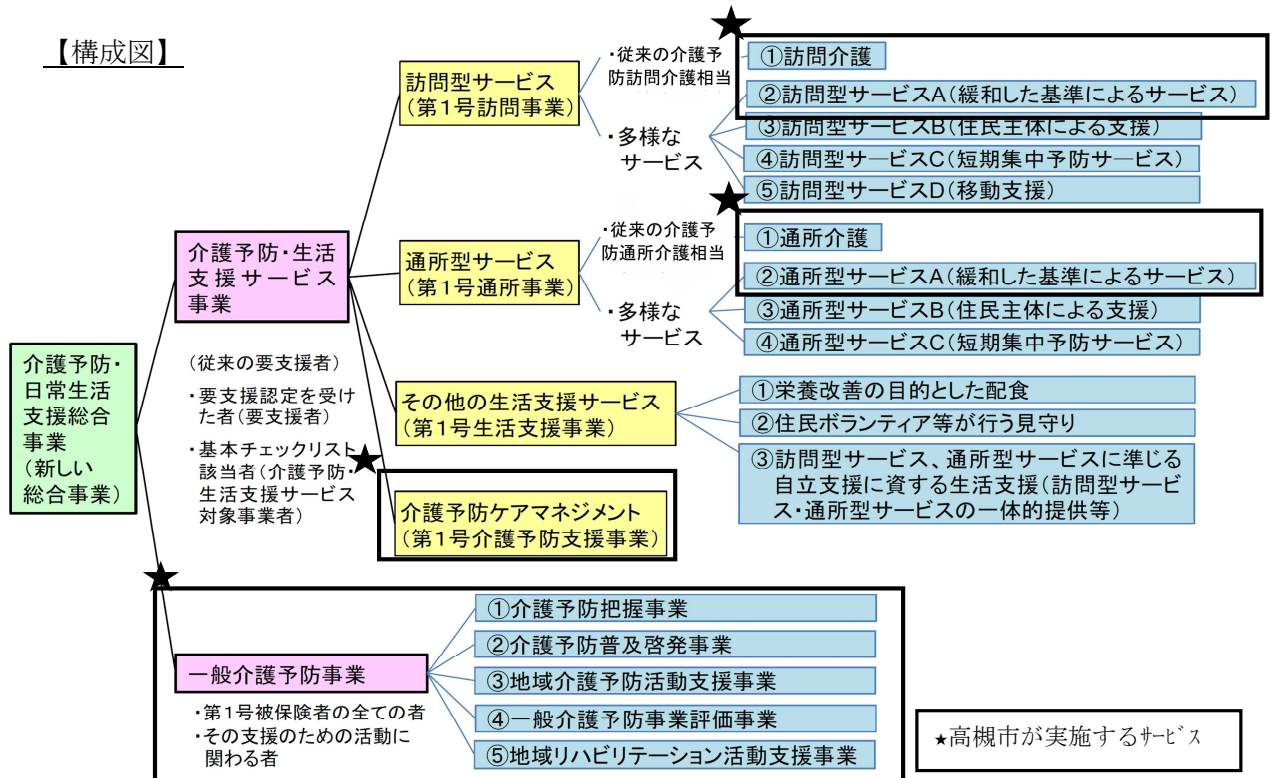 【構成図】
★
・従来の介護予
防訪問介護相当
①訪問介護
訪問型サービス
(第1号訪問事業)
②訪問型サービスA(緩和した基準によるサービス)
・多様な
サービス
③訪問型サービスB(住民主体による支援)
④訪問型サービスC(短期集中予防サービス)
⑤訪問型サービスD(移動支援)
★
・従来の介護予
防通所介護相当
①通所介護
介護予防・生活
支援サービス
事業
通所型サービス
(第1号通所事業)
②通所型サービスA(緩和した基準によるサービス)
・多様な
サービス
③通所型サービスB(住民主体による支援)
④通所型サービスC(短期集中予防サービス)
介護予防・
日常生活
支援総合
事業
(新しい
総合事業)
(従来の要支援者)
・要支援認定を受け
た者(要支援者)
・基本チェックリスト
該当者(介護予防・
生活支援サービス
対象事業者)
その他の生活支援サービス
(第1号生活支援事業)
①栄養改善の目的とした配食
②住民ボランティア等が行う見守り
③訪問型サービス、通所型サービスに準じる
自立支援に資する生活支援(訪問型サービ
ス・通所型サービスの一体的提供等)
★
介護予防ケアマネジメント
(第1号介護予防支援事業)
★
一般介護予防事業
・第1号被保険者の全ての者
・その支援のための活動に
関わる者
①介護予防把握事業
②介護予防普及啓発事業
③地域介護予防活動支援事業
④一般介護予防事業評価事業
⑤地域リハビリテーション活動支援事業
★高槻市が実施するサービス